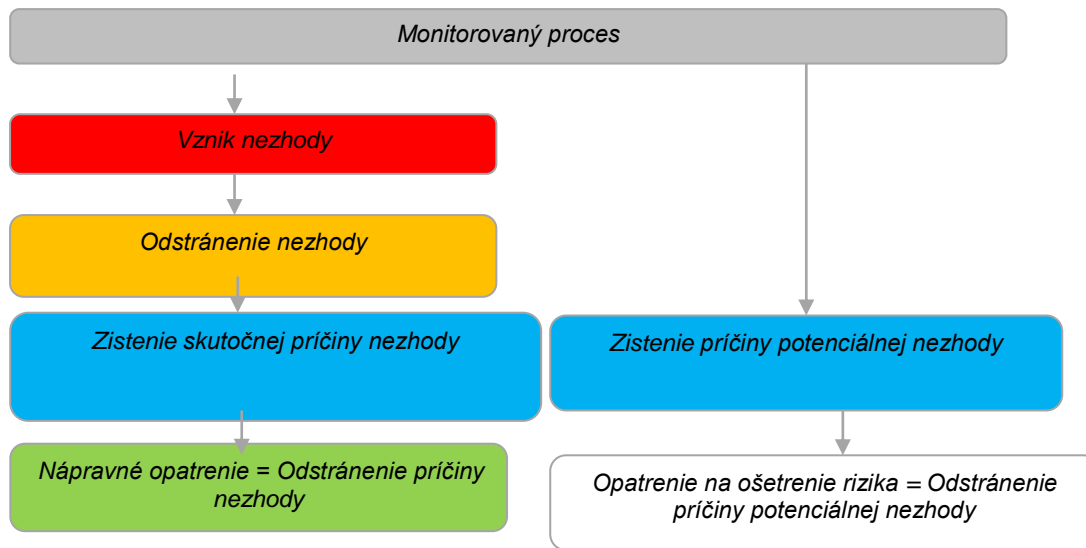 Monitorovaný proces
Vznik nezhody
Odstránenie nezhody
Zistenie skutočnej príčiny nezhody
Zistenie príčiny potenciálnej nezhody
Nápravné opatrenie = Odstránenie príčiny
nezhody
Opatrenie na ošetrenie rizika = Odstránenie
príčiny potenciálnej nezhody